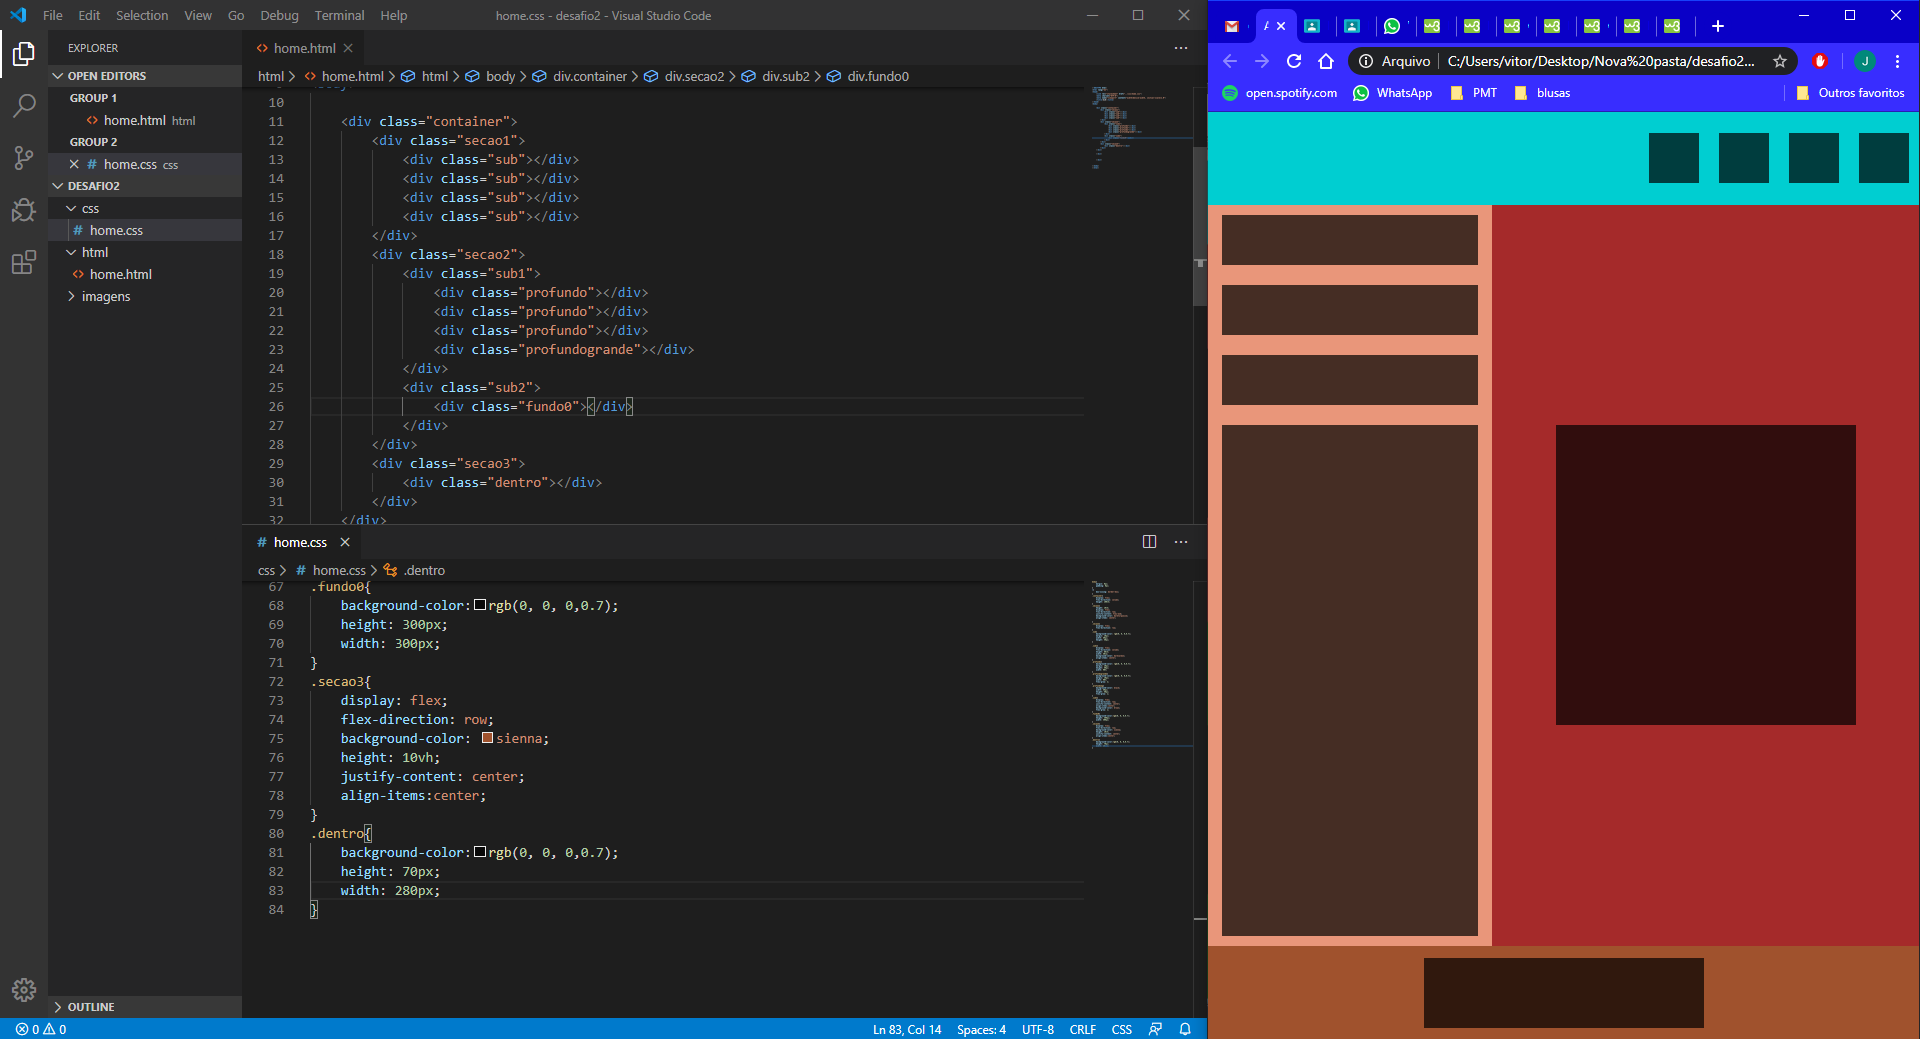 File Edit Selection View Go Debug Terminal Help
home.css - desafio2 - Visual Studio Code
EXPLORER
OPEN EDITORS
GROUP 1
home.html html
GROUP 2
home.css css
DESAFIO2
css
home.css
html
home.html
imagens
OUTLINE
home.html
html home.html html body div.container div.secao2 div.sub2 div.fundo0
10
11 <div class="container">
12 <div class="secao1">
13 <div class="sub"></div>
14 <div class="sub"></div>
15 <div class="sub"></div>
16 <div class="sub"></div>
17 </div>
18 <div class="secao2">
19 <div class="sub1">
20 <div class="profundo"></div>
21 <div class="profundo"></div>
22 <div class="profundo"></div>
23 <div class="profundogrande"></div>
24 </div>
25 <div class="sub2">
26 <div class="fundo0"></div>
27 </div>
28 </div>
29 <div class="secao3">
30 <div class="dentro"></div>
31 </div>
32 </div>
home.css
css # home.css .dentro
67 .fundo0{
68 background-color:rgb(0, 0, 0,0.7);
69 height: 300px;
70 width: 300px;
71 }
72 .secao3{
73 display: flex;
74 flex-direction: row;
75 background-color: sienna;
76 height: 10vh;
77 justify-content: center;
78 align-items:center;
79 }
80 .dentro{
81 background-color:rgb(0, 0, 0,0.7);
82 height: 70px;
83 width: 280px;
84 }
0 0
Ln 83, Col 14 Spaces: 4 UTF-8 CRLF CSS
Arquivo C:/Users/vitor/Desktop/Nova%20pasta/desafio2...
J
open.spotify.com WhatsApp PMT blusas Outros favoritos